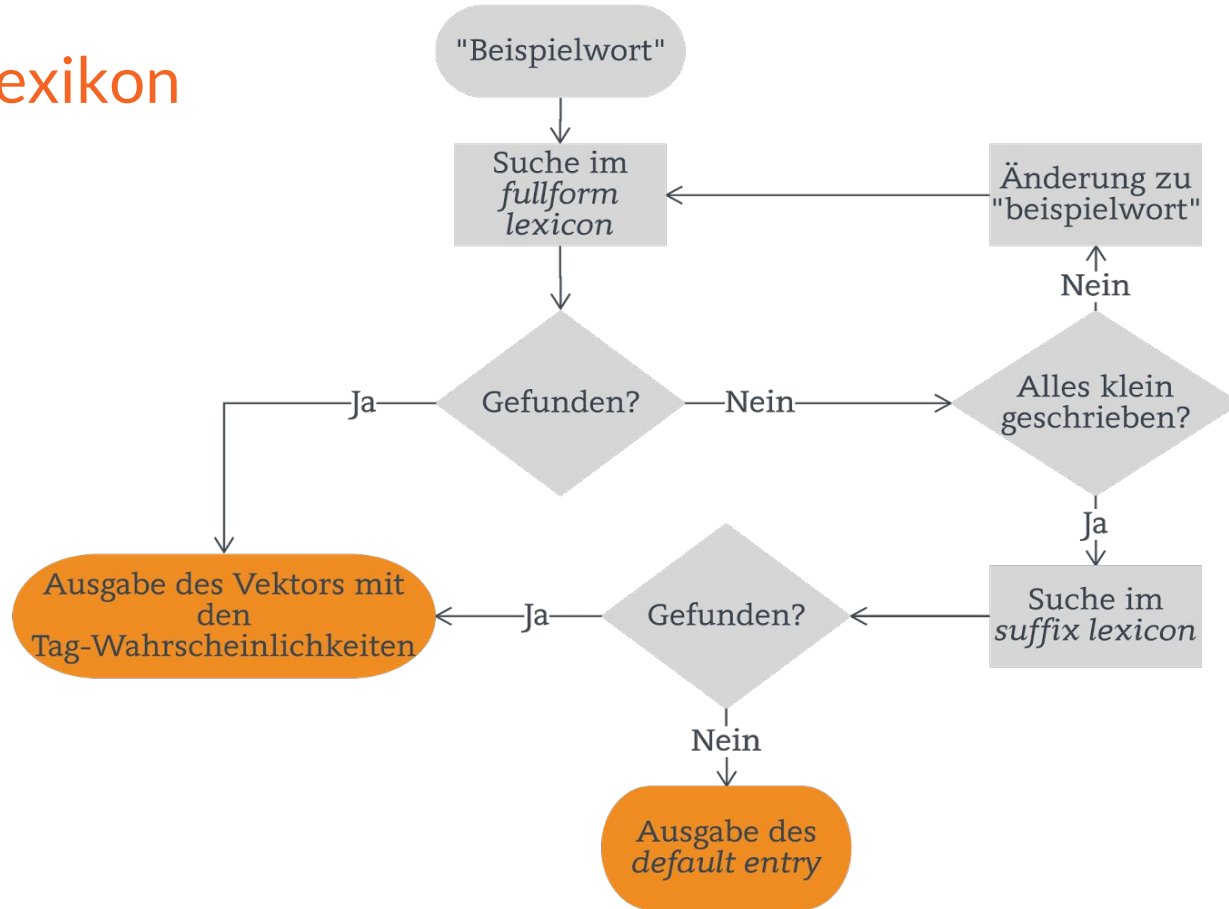 exikon
"Beispielwort"
Suche im
fullform
lexicon
Änderung zu
"beispielwort"
Nein
Ja
Gefunden?
Nein
Alles klein
geschrieben?
Ja
Ausgabe des Vektors mit
den
Tag-Wahrscheinlichkeiten
Ja
Gefunden?
Suche im
suffix lexicon
Nein
Ausgabe des
default entry